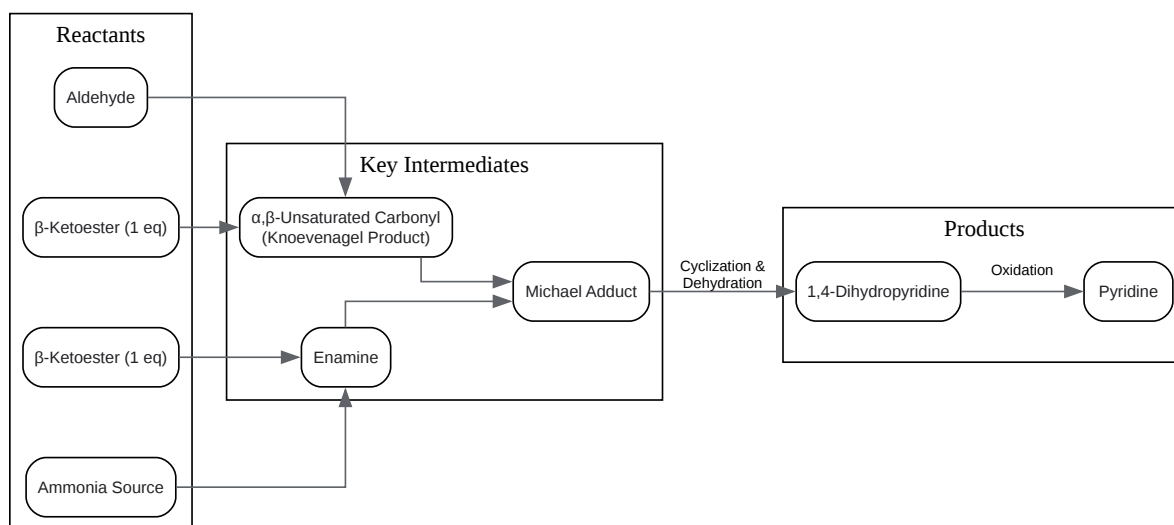 Reactants
Aldehyde
β-Ketoester (1 eq)
β-Ketoester (1 eq)
Ammonia Source
Key Intermediates
α,β-Unsaturated Carbonyl
(Knoevenagel Product)
Enamine
Michael Adduct
Cyclization &
Dehydration
Products
1,4-Dihydropyridine
Oxidation
Pyridine